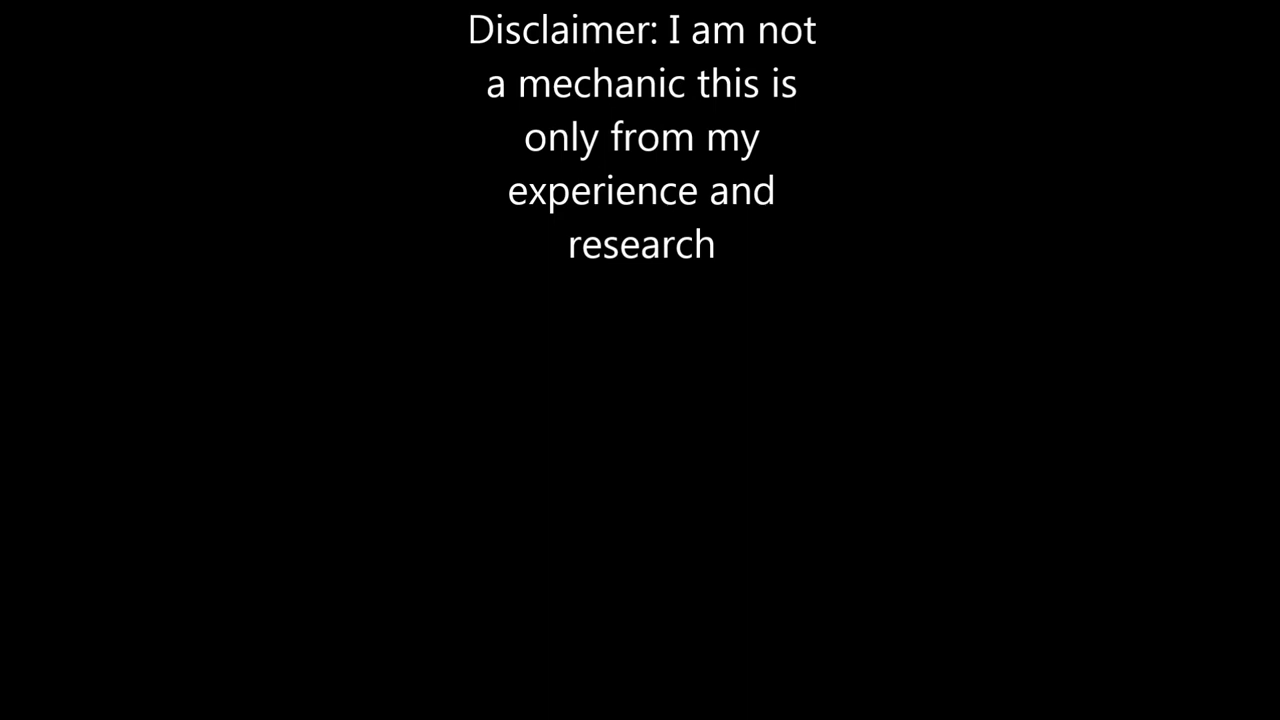 Disclaimer: I am not
a mechanic this is
only from my
experience and
research